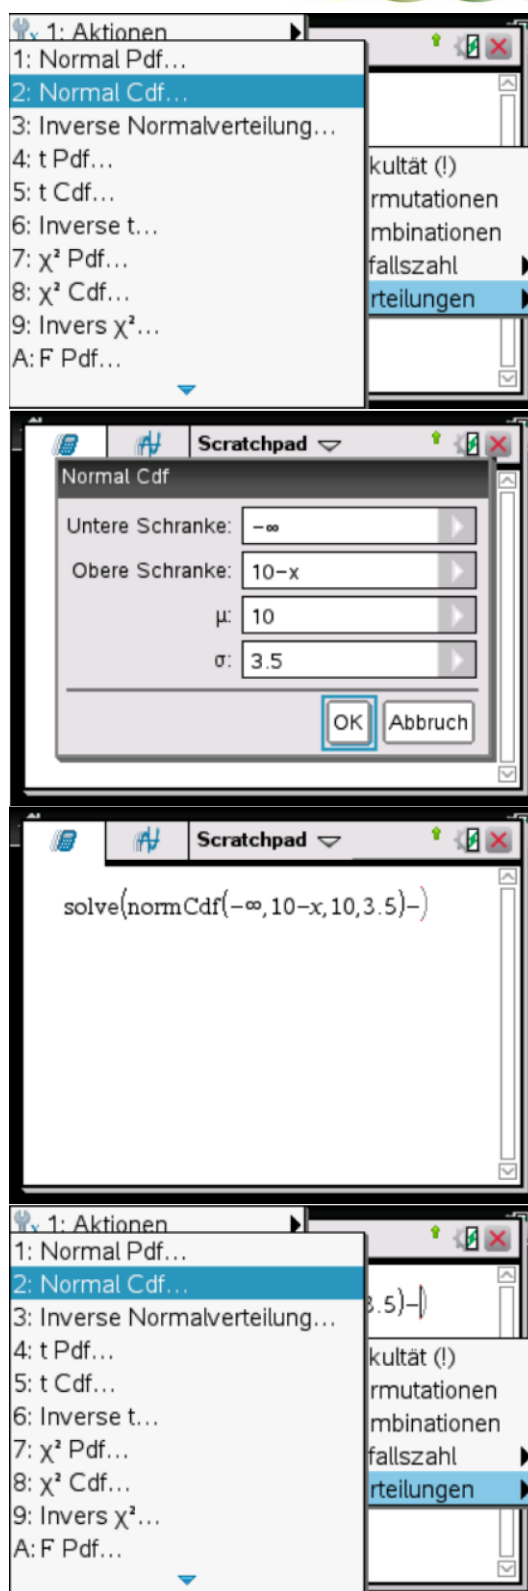 1: Aktionen
1: Normal Pdf...
2: Normal Cdf...
3: Inverse Normalverteilung...
4: t Pdf...
5: t Cdf...
6: Inverse t...
7: χ² Pdf...
8: χ² Cdf...
9: Invers χ²...
A: F Pdf...
kultät (!)
rmutationen
mbinationen
fallszahl
rteilungen
Scratchpad
Normal Cdf
Untere Schranke: -∞
Obere Schranke: 10-x
μ: 10
σ: 3.5
OK Abbruch
Scratchpad
solve(normCdf(-∞,10-x,10,3.5)-)
1: Aktionen
1: Normal Pdf...
2: Normal Cdf...
3: Inverse Normalverteilung...
4: t Pdf...
5: t Cdf...
6: Inverse t...
7: χ² Pdf...
8: χ² Cdf...
9: Invers χ²...
A: F Pdf...
3.5)-)
kultät (!)
rmutationen
mbinationen
fallszahl
rteilungen